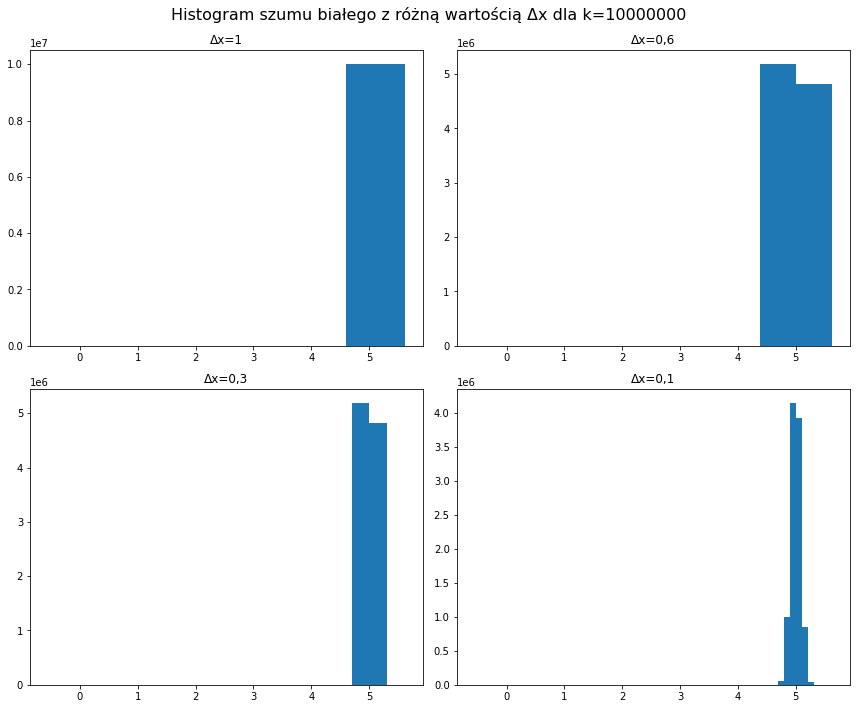 Histogram szumu białego z różną wartością Δx dla k=10000000
Δx=1
1e7
1.0
0.8
0.6
0.4
0.2
0.0
0 1 2 3 4 5
Δx=0,6
1e6
5
4
3
2
1
0
0 1 2 3 4 5
Δx=0,3
1e6
5
4
3
2
1
0
0 1 2 3 4 5
Δx=0,1
1e6
4.0
3.5
3.0
2.5
2.0
1.5
1.0
0.5
0.0
0 1 2 3 4 5